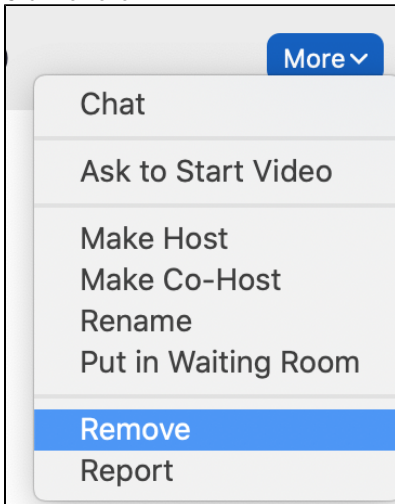 More
Chat
Ask to Start Video
Make Host
Make Co-Host
Rename
Put in Waiting Room
Remove
Report